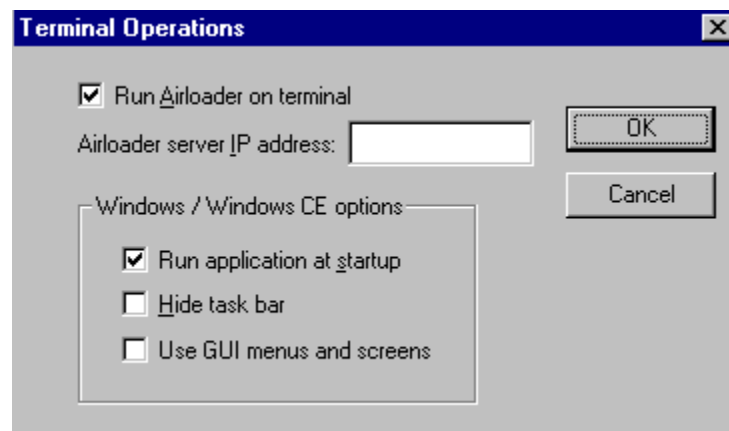 Terminal Operations
Run Airloader on terminal
Airloader server IP address:
OK
Cancel
Windows / Windows CE options
Run application at startup
Hide task bar
Use GUI menus and screens